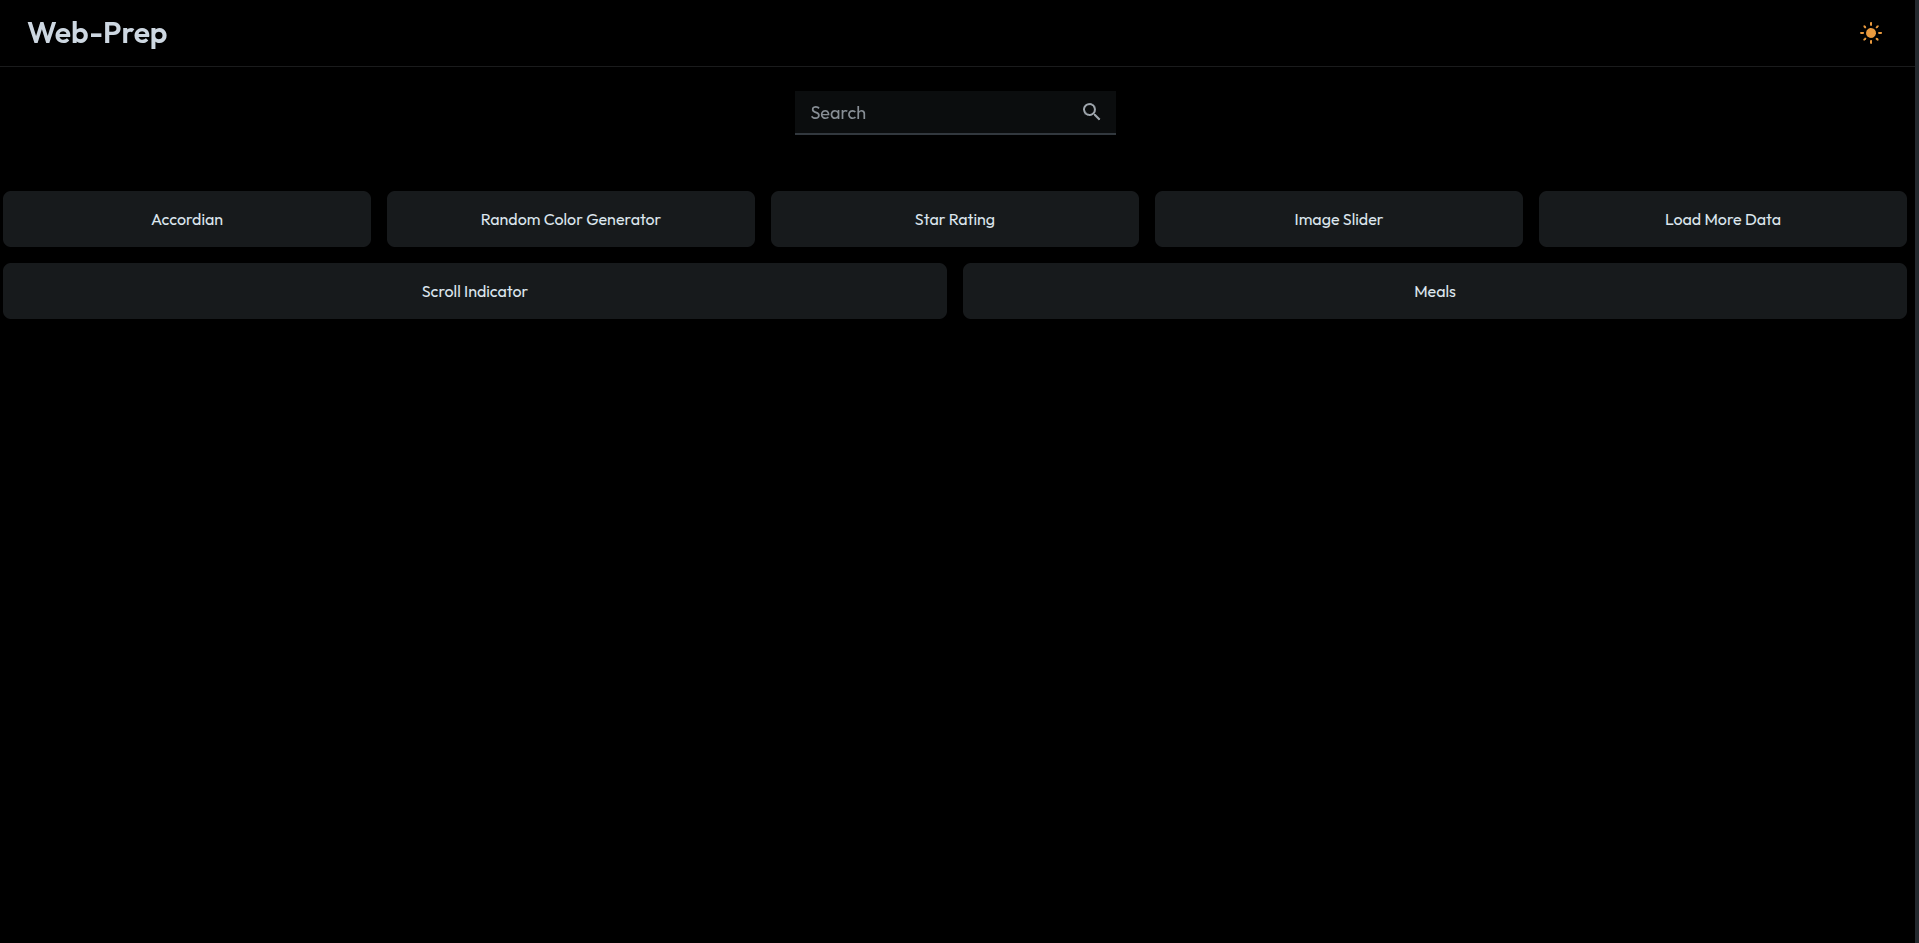 Web-Prep
Search
Accordian
Random Color Generator
Star Rating
Image Slider
Load More Data
Scroll Indicator
Meals